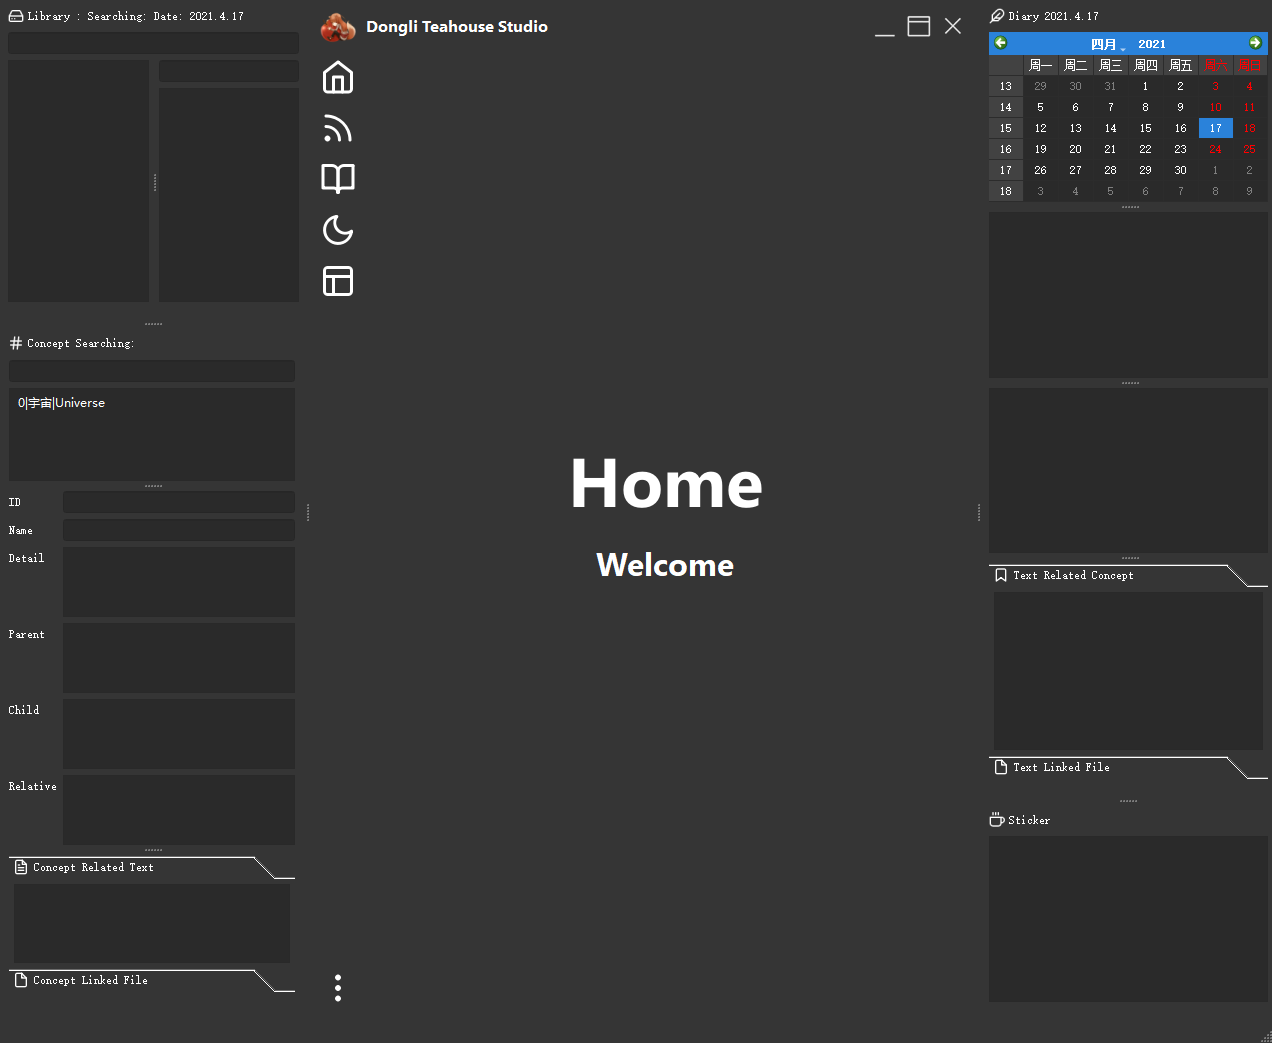 Library : Searching: Date: 2021.4.17
Concept Searching:
0|宇宙|Universe
ID
Name
Detail
Parent
Child
Relative
Concept Related Text
Concept Linked File
Dongli Teahouse Studio
Home
Welcome
Diary 2021.4.17
四月 2021
周一 周二 周三 周四 周五 周六 周日
13 29 30 31 1 2 3 4
14 5 6 7 8 9 10 11
15 12 13 14 15 16 17 18
16 19 20 21 22 23 24 25
17 26 27 28 29 30 1 2
18 3 4 5 6 7 8 9
Text Related Concept
Text Linked File
Sticker